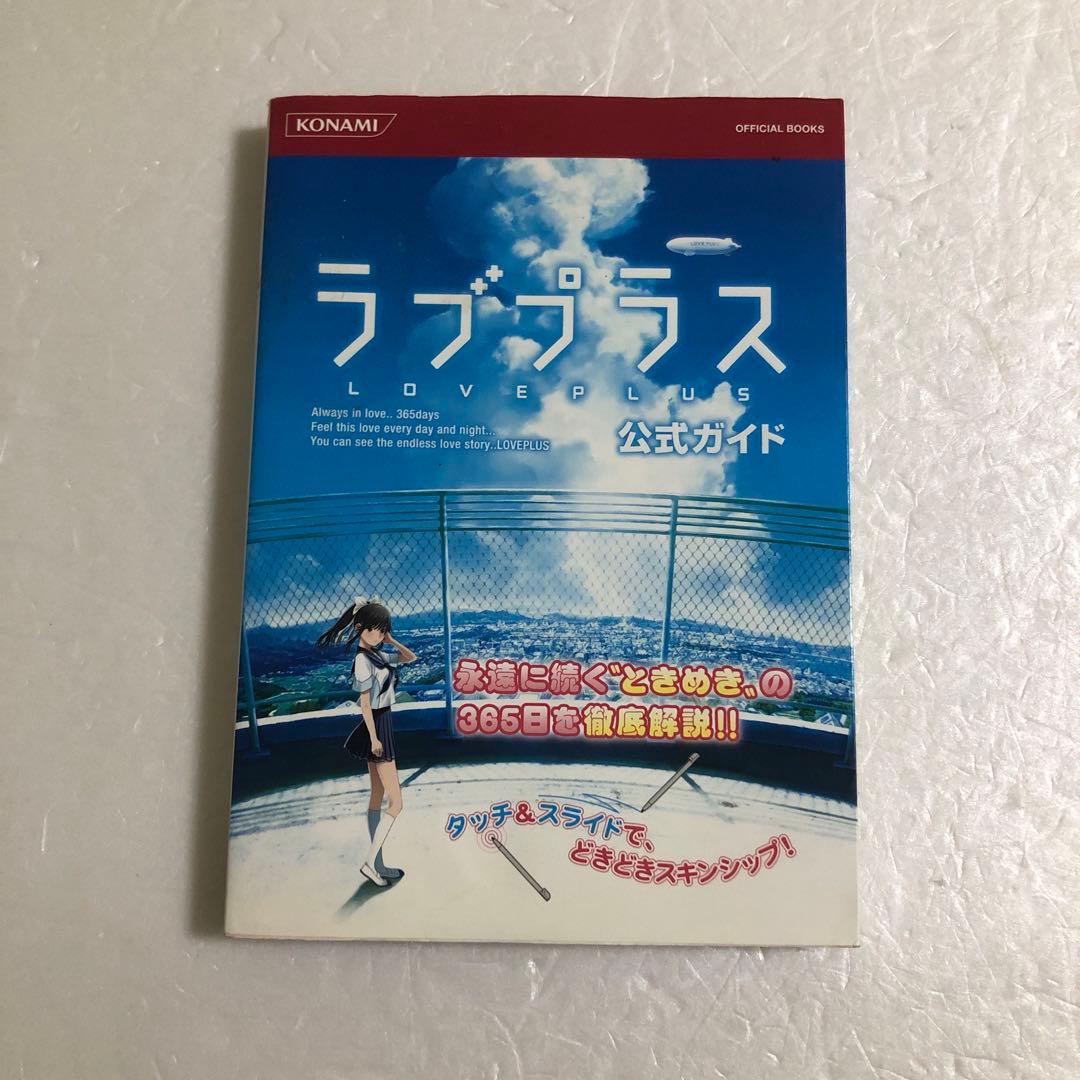 KONAMI
OFFICIAL BOOKS
LOVE PLUS
ラブプラス
LOVEPLUS
Always in love.. 365days
Feel this love every day and night...
You can see the endless love story..LOVEPLUS
公式ガイド
永遠に続く"ときめき"の
365日を徹底解説!!
タッチ&スライドで、
どきどきスキンシップ!